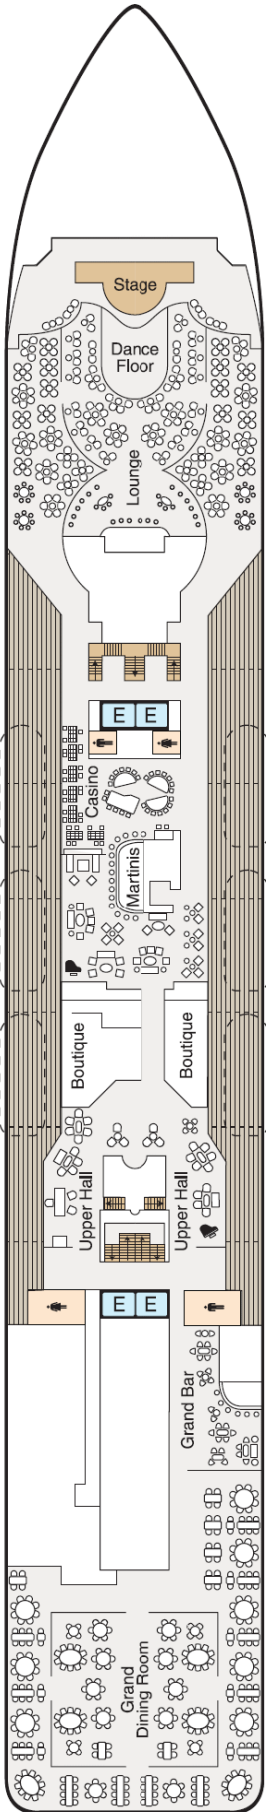 Stage
Dance
Floor
Lounge
E E
Casino
Martinis
Boutique
Boutique
Upper Hall
Upper Hall
E E
Grand Bar
Grand
Dining Room